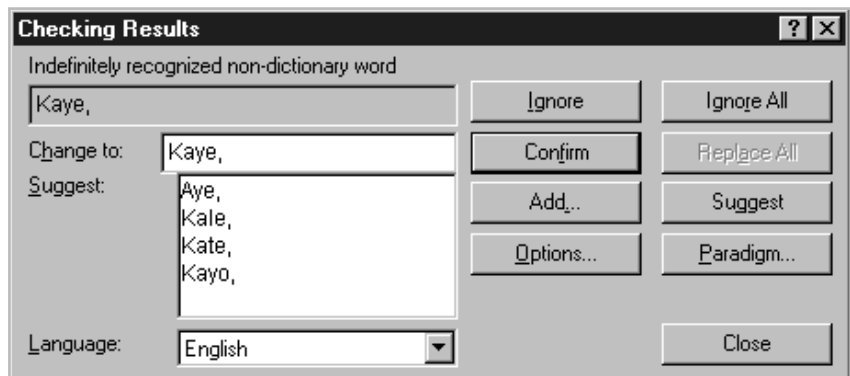 Checking Results
Indefinitely recognized non-dictionary word
Kaye,
Ignore
Ignore All
Change to:
Kaye,
Confirm
Replace All
Suggest:
Aye,
Kale,
Kate,
Kayo,
Add...
Suggest
Options...
Paradigm...
Language:
English
Close